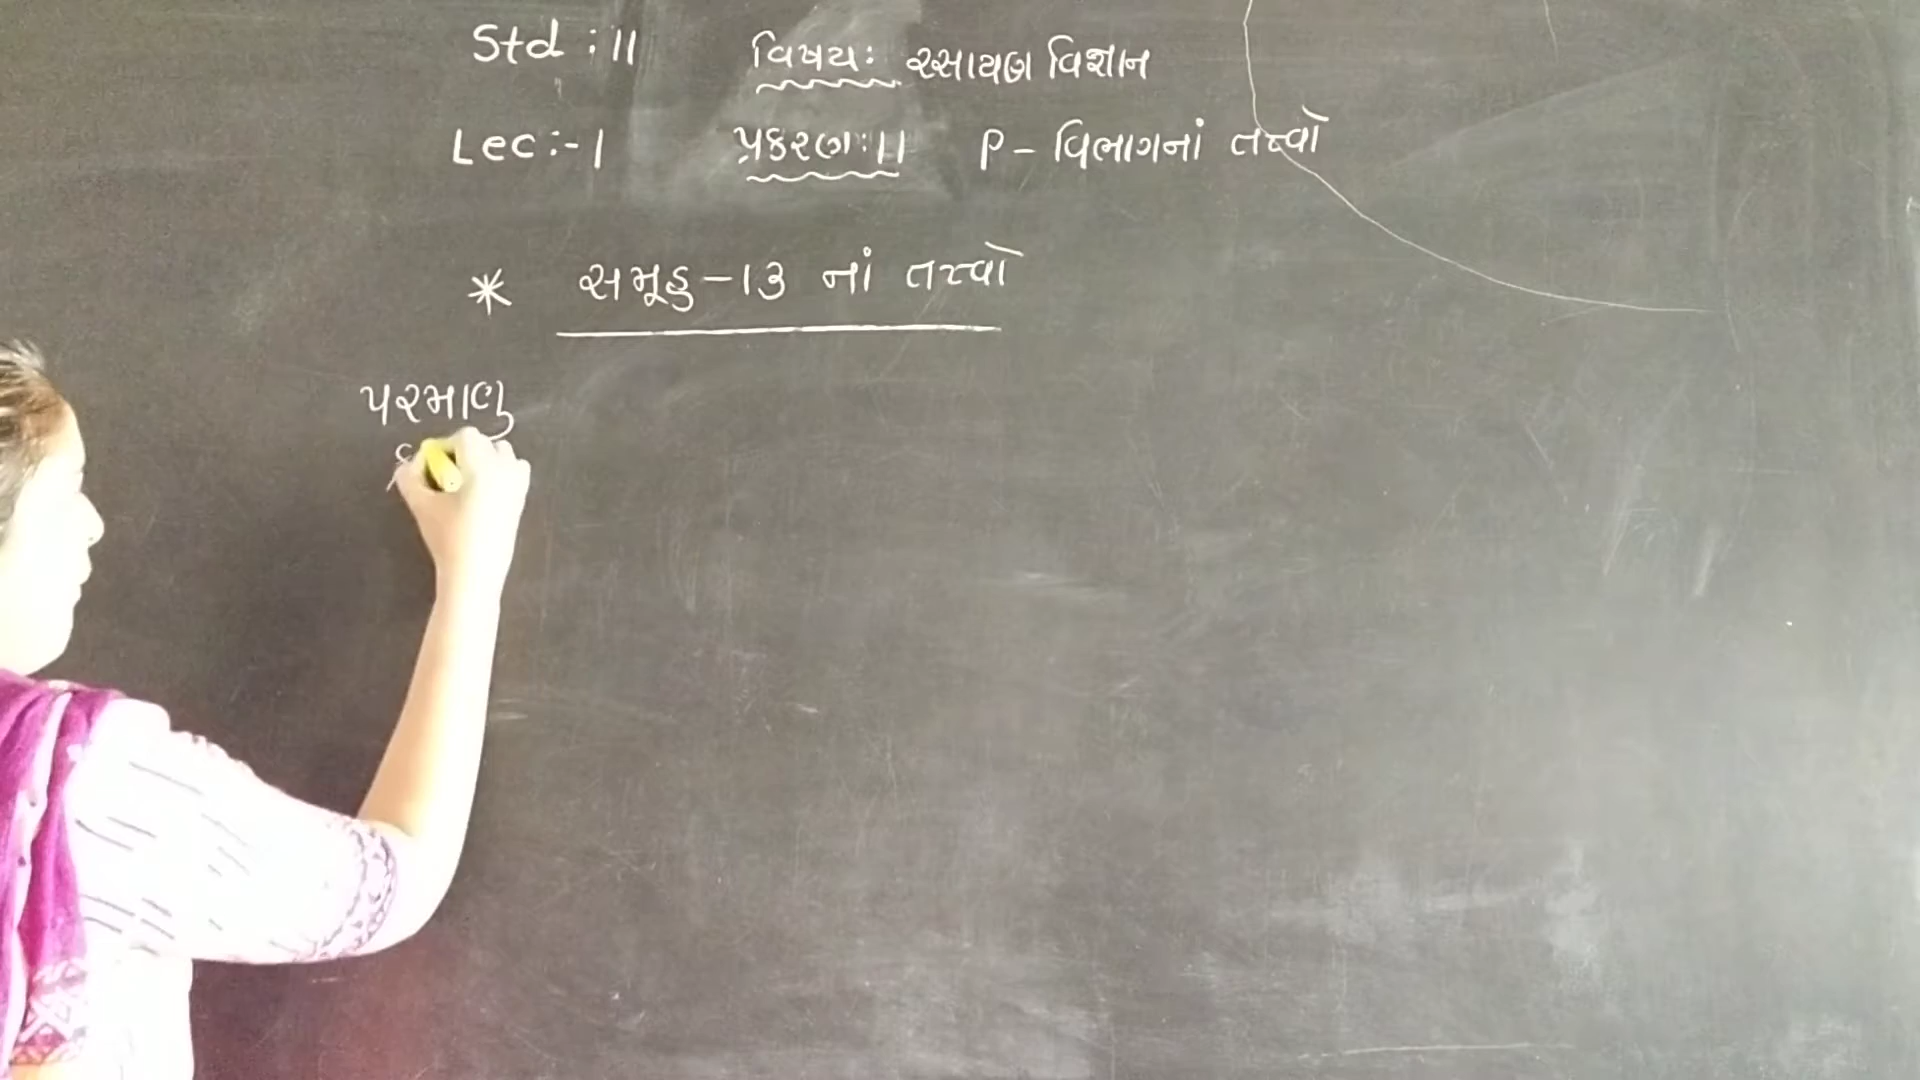 Std : 11 વિષય: રસાયણ વિજ્ઞાન
Lec :- 1 પ્રકરણ: 11 P - વિભાગનાં તત્ત્વો
* સમૂહ - 13 નાં તત્ત્વો
પરમાણુ